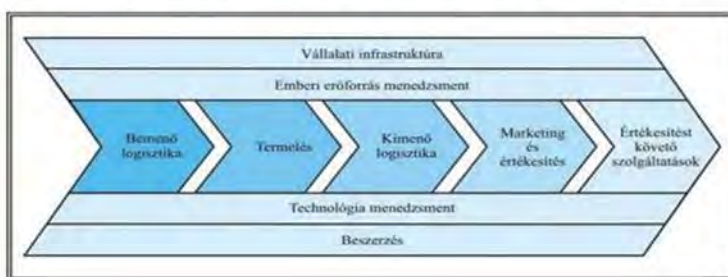 Vállalati infrastruktúra
Emberi erőforrás menedzsment
Bemenő
logisztika
Termelés
Kimenő
logisztika
Marketing
és
értékesítés
Értékesítést
követő
szolgáltatások
Technológia menedzsment
Beszerzés